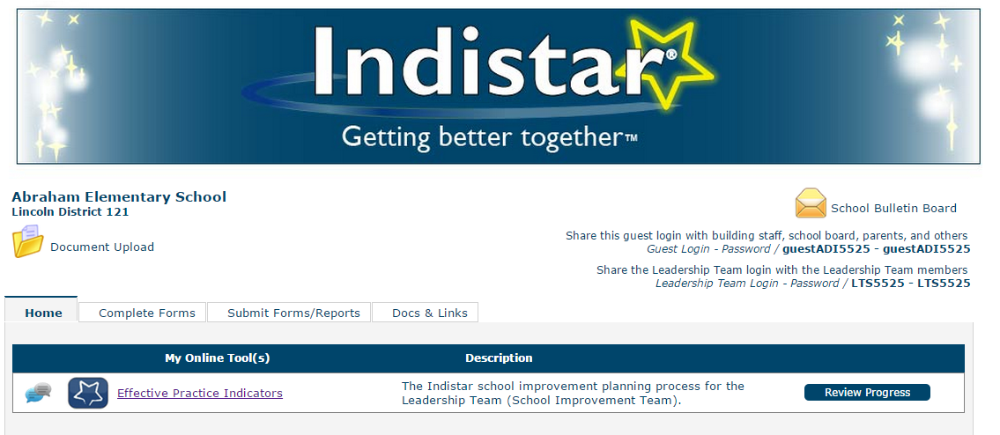 Indistar®
Getting better together™
Abraham Elementary School
Lincoln District 121
Document Upload
School Bulletin Board
Share this guest login with building staff, school board, parents, and others
Guest Login - Password / guestADI5525 - guestADI5525
Share the Leadership Team login with the Leadership Team members
Leadership Team Login - Password / LTS5525 - LTS5525
Home Complete Forms Submit Forms/Reports Docs & Links
My Online Tool(s) Description
Effective Practice Indicators
The Indistar school improvement planning process for the
Leadership Team (School Improvement Team).
Review Progress